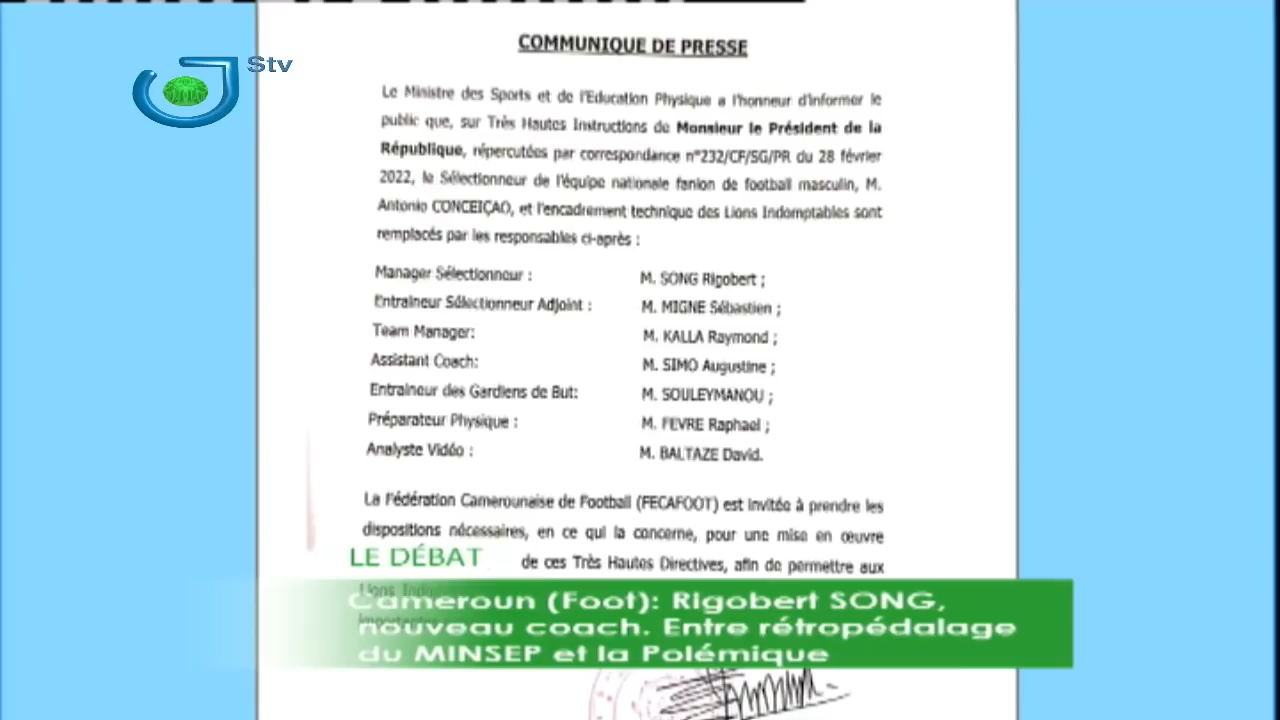 Stv
COMMUNIQUE DE PRESSE
Le Ministre des Sports et de l'Education Physique a l'honneur d'informer le
public que, sur Très Hautes Instructions de Monsieur le Président de la
République, répercutées par correspondance n°232/CF/SG/PR du 28 février
2022, le Sélectionneur de l'équipe nationale fanion de football masculin, M.
Antonio CONCEIÇAO, et l'encadrement technique des Lions Indomptables sont
remplacés par les responsables ci-après :
Manager Sélectionneur : M. SONG Rigobert ;
Entraineur Sélectionneur Adjoint : M. MIGNE Sébastien ;
Team Manager: M. KALLA Raymond ;
Assistant Coach: M. SIMO Augustine ;
Entraineur des Gardiens de But: M. SOULEYMANOU ;
Préparateur Physique : M. FEVRE Raphael ;
Analyste Vidéo : M. BALTAZE David.
La Fédération Camerounaise de Football (FECAFOOT) est invitée à prendre les
dispositions nécessaires, en ce qui la concerne, pour une mise en œuvre
de ces Très Hautes Directives, afin de permettre aux
Lions
LE DÉBAT
Cameroun (Foot): Rigobert SONG,
nouveau coach. Entre rétropédalage
du MINSEP et la Polémique